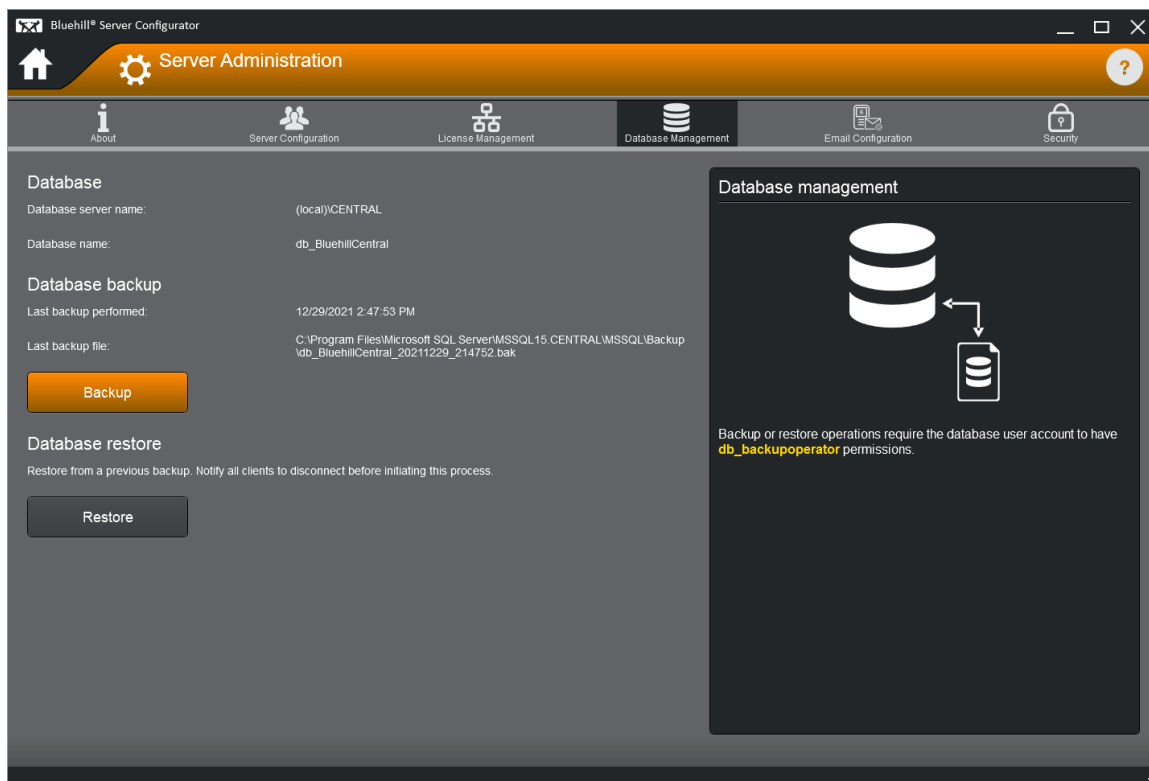 Bluehill® Server Configurator
Server Administration
?
About
Server Configuration
License Management
Database Management
Email Configuration
Security
Database
Database server name:
(local)\CENTRAL
Database name:
db_BluehillCentral
Database backup
Last backup performed:
12/29/2021 2:47:53 PM
Last backup file:
C:\Program Files\Microsoft SQL Server\MSSQL15.CENTRAL\MSSQL\Backup
\db_BluehillCentral_20211229_214752.bak
Backup
Database restore
Restore from a previous backup. Notify all clients to disconnect before initiating this process.
Restore
Database management
Backup or restore operations require the database user account to have
db_backupoperator permissions.